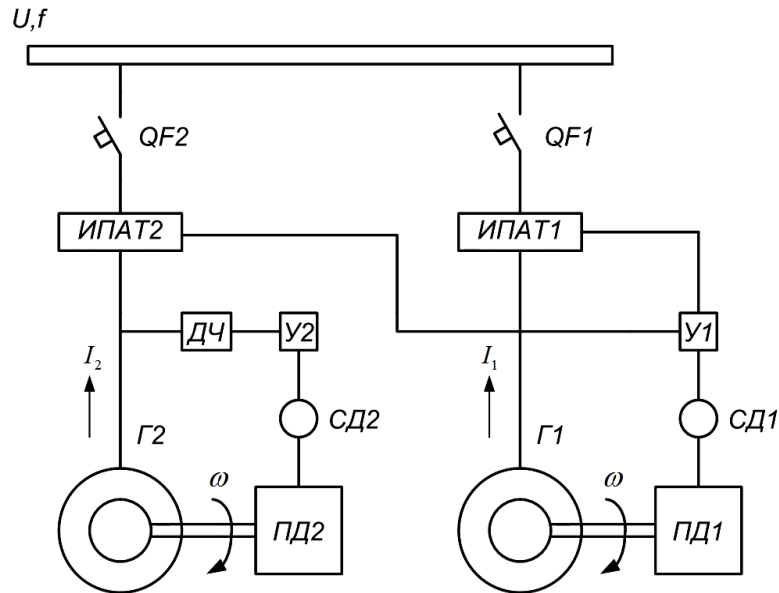 U,f
QF2
QF1
ИПАТ2
ИПАТ1
ДЧ
У2
У1
I₂
I₁
СД2
СД1
Г2
Г1
ω
ω
ПД2
ПД1